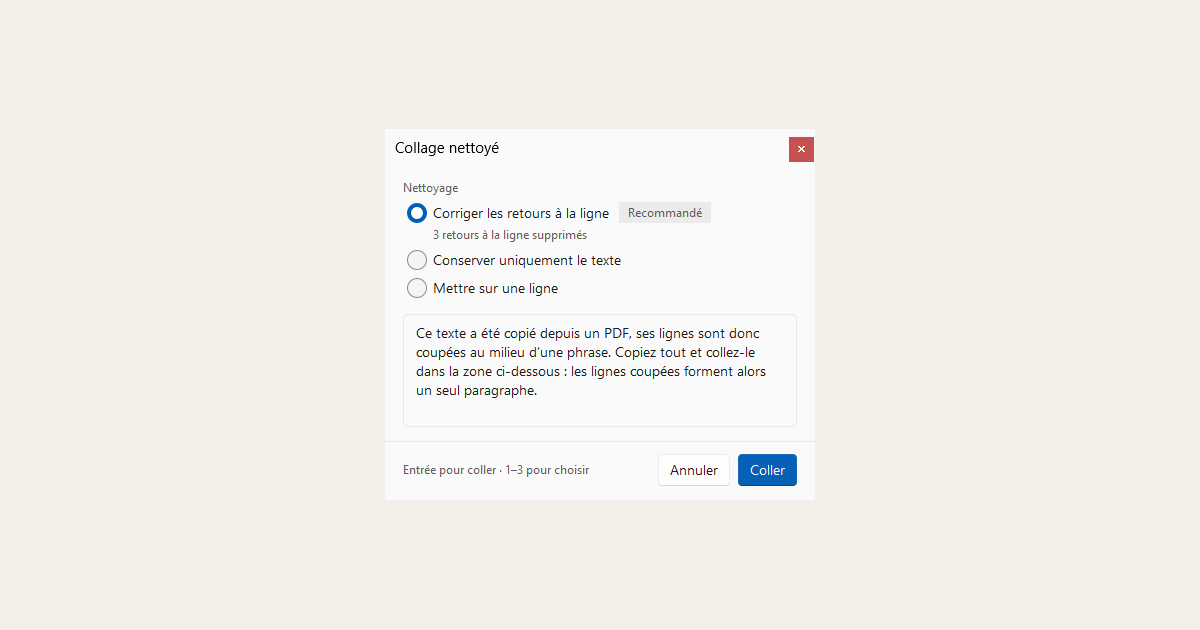 Collage nettoyé
Nettoyage
Corriger les retours à la ligne Recommandé
3 retours à la ligne supprimés
Conserver uniquement le texte
Mettre sur une ligne
Ce texte a été copié depuis un PDF, ses lignes sont donc
coupées au milieu d'une phrase. Copiez tout et collez-le
dans la zone ci-dessous : les lignes coupées forment alors
un seul paragraphe.
Entrée pour coller · 1–3 pour choisir
Annuler
Coller